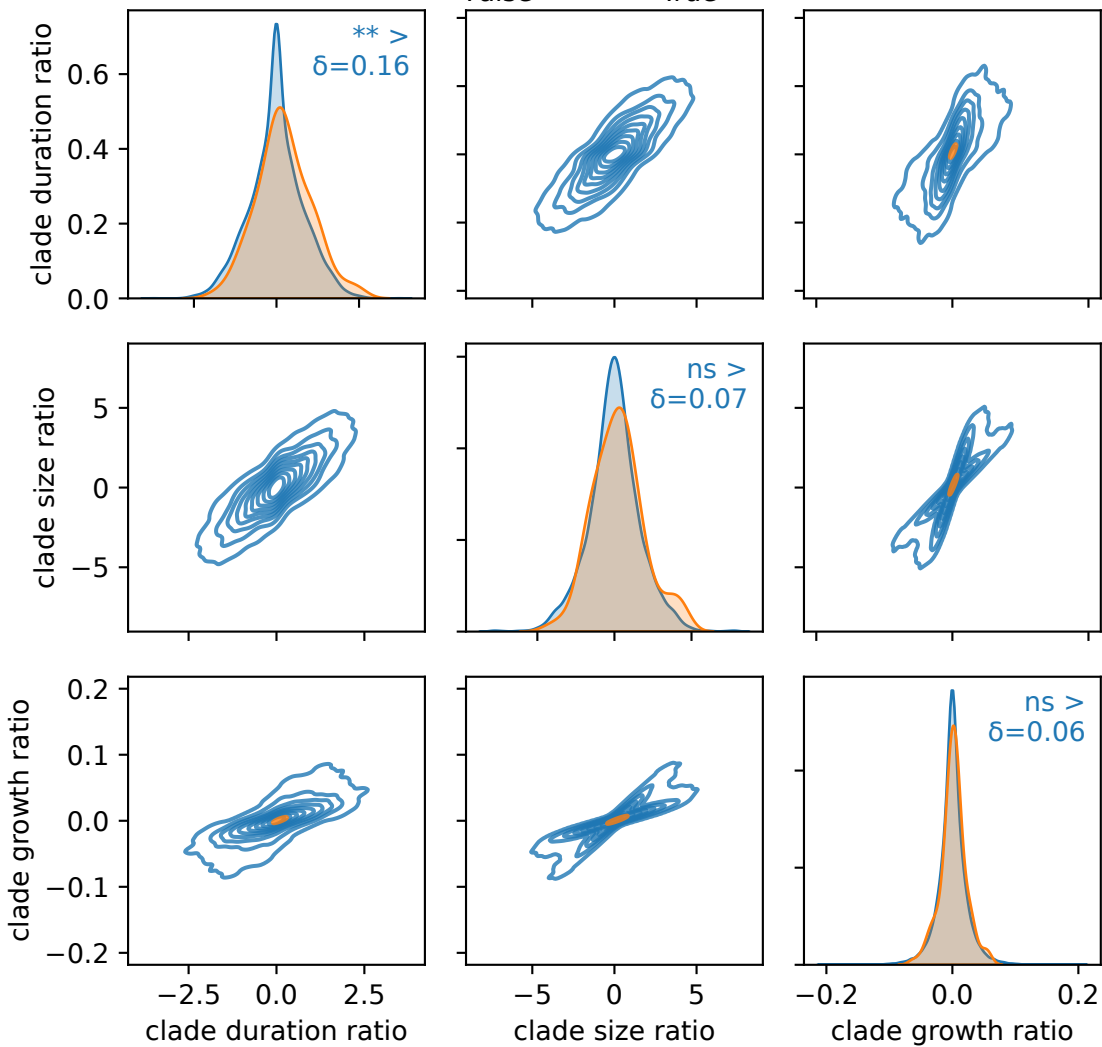 clade duration ratio
0.6
0.4
0.2
0.0
** >
δ=0.16
clade size ratio
5
0
−5
ns >
δ=0.07
clade growth ratio
0.2
0.1
0.0
−0.1
−0.2
ns >
δ=0.06
−2.5 0.0 2.5
−5 0 5
−0.2 0.0 0.2
clade duration ratio
clade size ratio
clade growth ratio